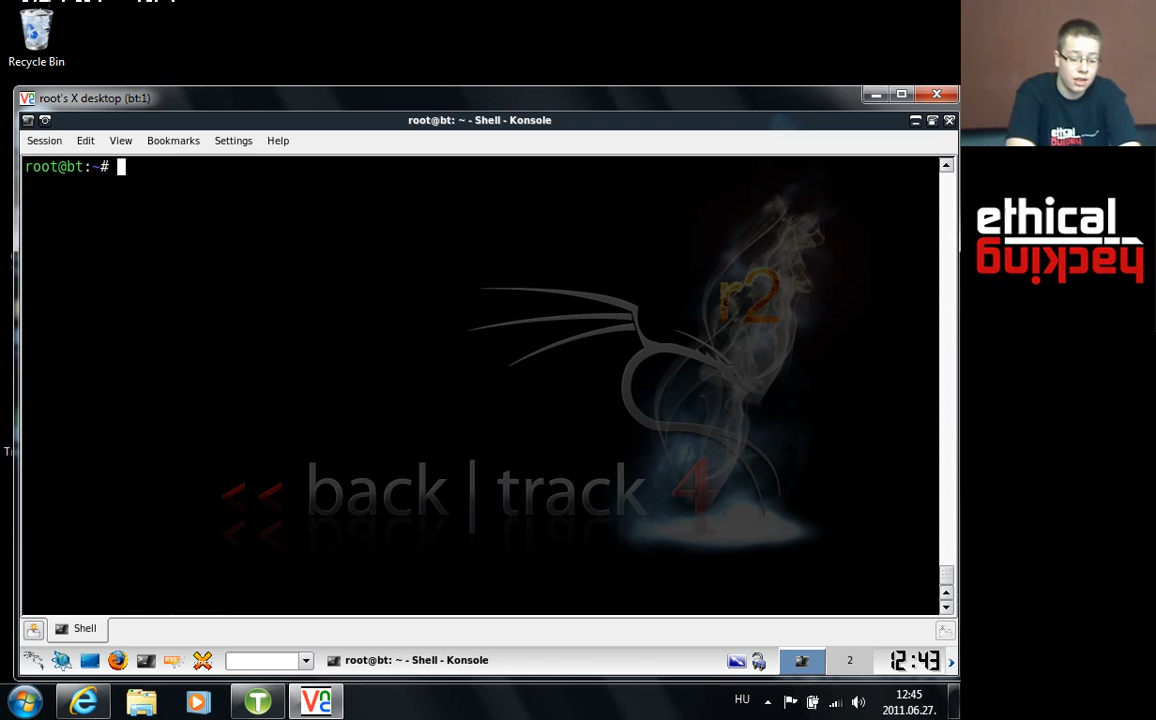 Recycle Bin
root's X desktop (bt:1)
root@bt: ~ - Shell - Konsole
Session Edit View Bookmarks Settings Help
root@bt:~#
r2
<< back | track 4
Shell
root@bt: ~ - Shell - Konsole
2
12:43
HU
12:45
2011.06.27.
ethical
hacking
ethical
hacking